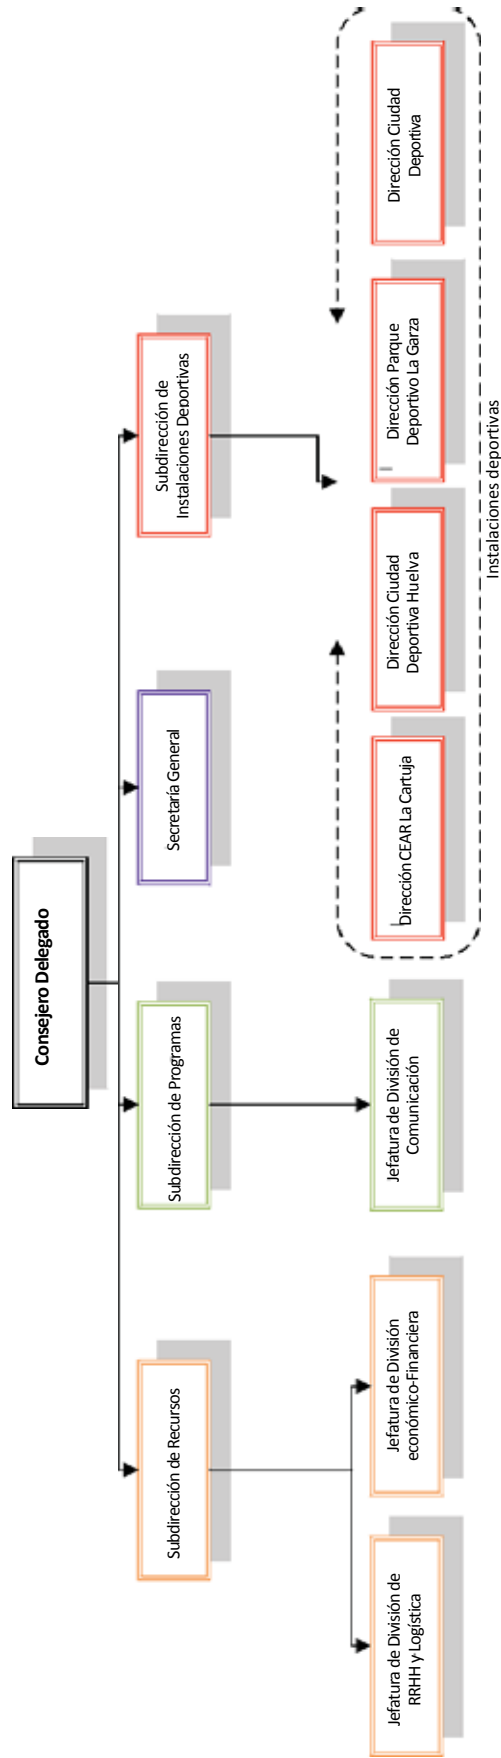 Consejero Delegado
Subdirección de Recursos
Subdirección de Programas
Secretaría General
Subdirección de
Instalaciones Deportivas
Jefatura de División de
RRHH y Logística
Jefatura de División
económico-Financiera
Jefatura de División de
Comunicación
Dirección CEAR La Cartuja
Dirección Ciudad
Deportiva Huelva
Dirección Parque
Deportivo La Garza
Dirección Ciudad
Deportiva
Instalaciones deportivas